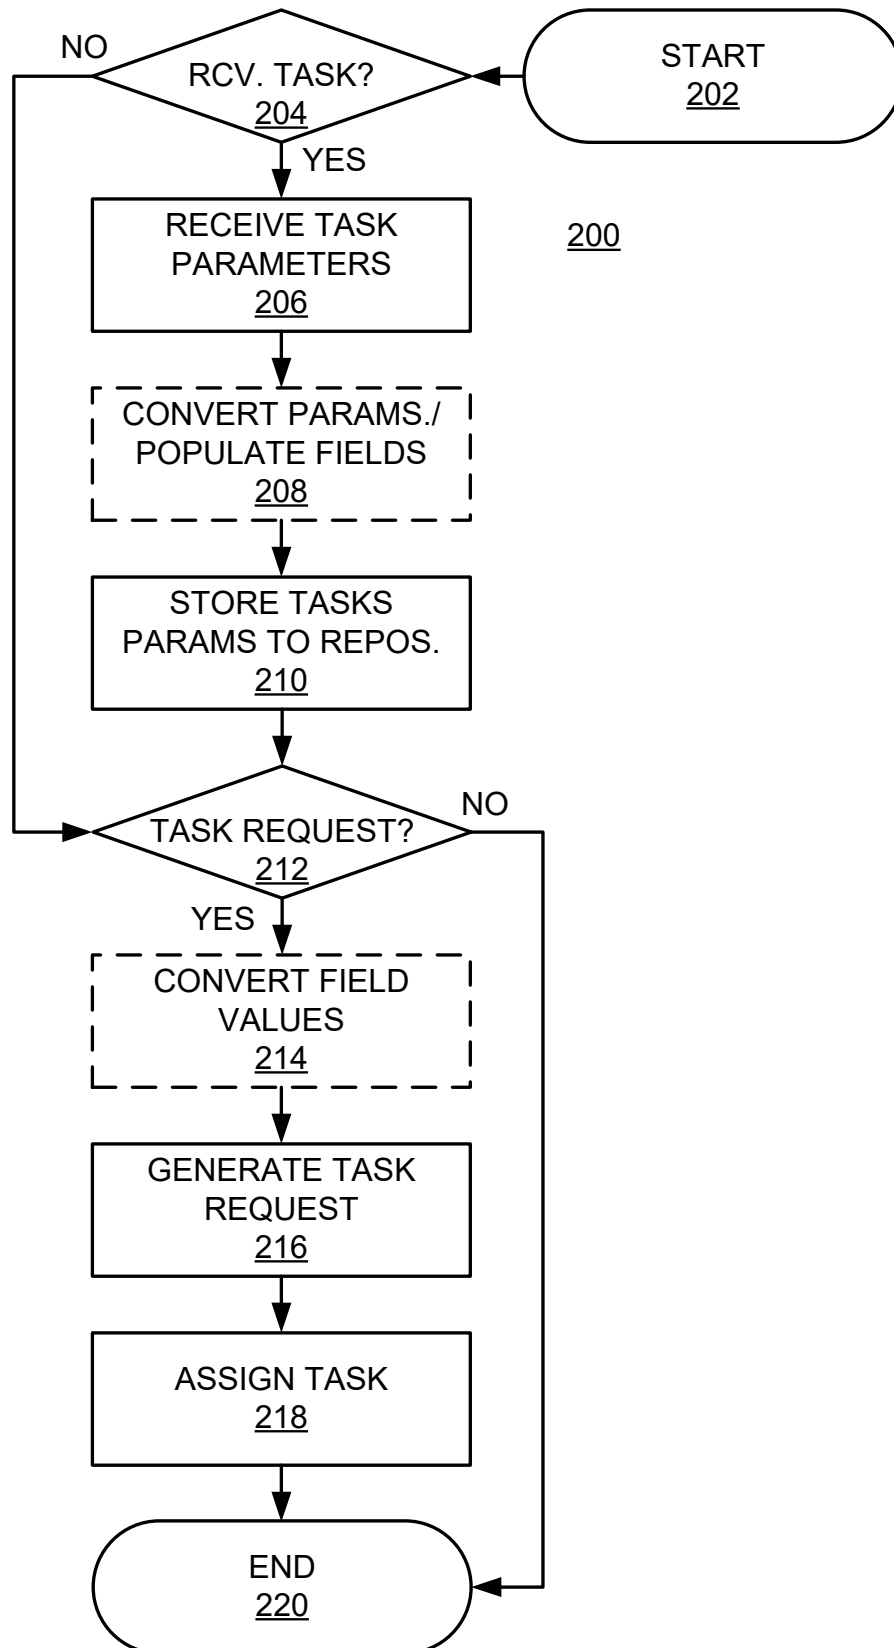 START
202
NO
RCV. TASK?
204
YES
RECEIVE TASK
PARAMETERS
206
200
CONVERT PARAMS./
POPULATE FIELDS
208
STORE TASKS
PARAMS TO REPOS.
210
NO
TASK REQUEST?
212
YES
CONVERT FIELD
VALUES
214
GENERATE TASK
REQUEST
216
ASSIGN TASK
218
END
220